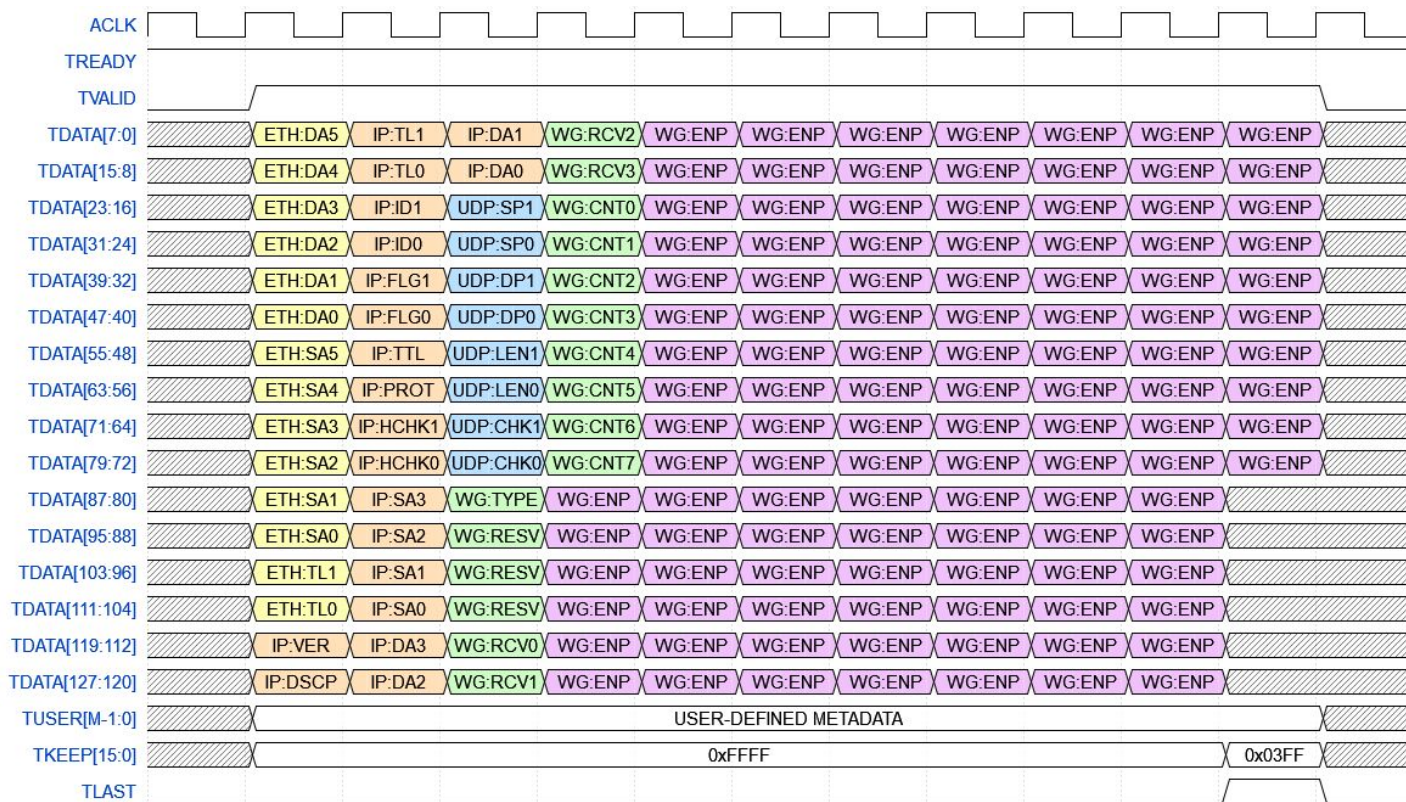 ACLK
TREADY
TVALID
TDATA[7:0] ETH:DA5 IP:TL1 IP:DA1 WG:RCV2 WG:ENP WG:ENP WG:ENP WG:ENP WG:ENP WG:ENP WG:ENP
TDATA[15:8] ETH:DA4 IP:TL0 IP:DA0 WG:RCV3 WG:ENP WG:ENP WG:ENP WG:ENP WG:ENP WG:ENP WG:ENP
TDATA[23:16] ETH:DA3 IP:ID1 UDP:SP1 WG:CNT0 WG:ENP WG:ENP WG:ENP WG:ENP WG:ENP WG:ENP WG:ENP
TDATA[31:24] ETH:DA2 IP:ID0 UDP:SP0 WG:CNT1 WG:ENP WG:ENP WG:ENP WG:ENP WG:ENP WG:ENP WG:ENP
TDATA[39:32] ETH:DA1 IP:FLG1 UDP:DP1 WG:CNT2 WG:ENP WG:ENP WG:ENP WG:ENP WG:ENP WG:ENP WG:ENP
TDATA[47:40] ETH:DA0 IP:FLG0 UDP:DP0 WG:CNT3 WG:ENP WG:ENP WG:ENP WG:ENP WG:ENP WG:ENP WG:ENP
TDATA[55:48] ETH:SA5 IP:TTL UDP:LEN1 WG:CNT4 WG:ENP WG:ENP WG:ENP WG:ENP WG:ENP WG:ENP WG:ENP
TDATA[63:56] ETH:SA4 IP:PROT UDP:LEN0 WG:CNT5 WG:ENP WG:ENP WG:ENP WG:ENP WG:ENP WG:ENP WG:ENP
TDATA[71:64] ETH:SA3 IP:HCHK1 UDP:CHK1 WG:CNT6 WG:ENP WG:ENP WG:ENP WG:ENP WG:ENP WG:ENP WG:ENP
TDATA[79:72] ETH:SA2 IP:HCHK0 UDP:CHK0 WG:CNT7 WG:ENP WG:ENP WG:ENP WG:ENP WG:ENP WG:ENP WG:ENP
TDATA[87:80] ETH:SA1 IP:SA3 WG:TYPE WG:ENP WG:ENP WG:ENP WG:ENP WG:ENP WG:ENP WG:ENP
TDATA[95:88] ETH:SA0 IP:SA2 WG:RESV WG:ENP WG:ENP WG:ENP WG:ENP WG:ENP WG:ENP WG:ENP
TDATA[103:96] ETH:TL1 IP:SA1 WG:RESV WG:ENP WG:ENP WG:ENP WG:ENP WG:ENP WG:ENP WG:ENP
TDATA[111:104] ETH:TL0 IP:SA0 WG:RESV WG:ENP WG:ENP WG:ENP WG:ENP WG:ENP WG:ENP WG:ENP
TDATA[119:112] IP:VER IP:DA3 WG:RCV0 WG:ENP WG:ENP WG:ENP WG:ENP WG:ENP WG:ENP WG:ENP
TDATA[127:120] IP:DSCP IP:DA2 WG:RCV1 WG:ENP WG:ENP WG:ENP WG:ENP WG:ENP WG:ENP WG:ENP
TUSER[M-1:0] USER-DEFINED METADATA
TKEEP[15:0] 0xFFFF 0x03FF
TLAST